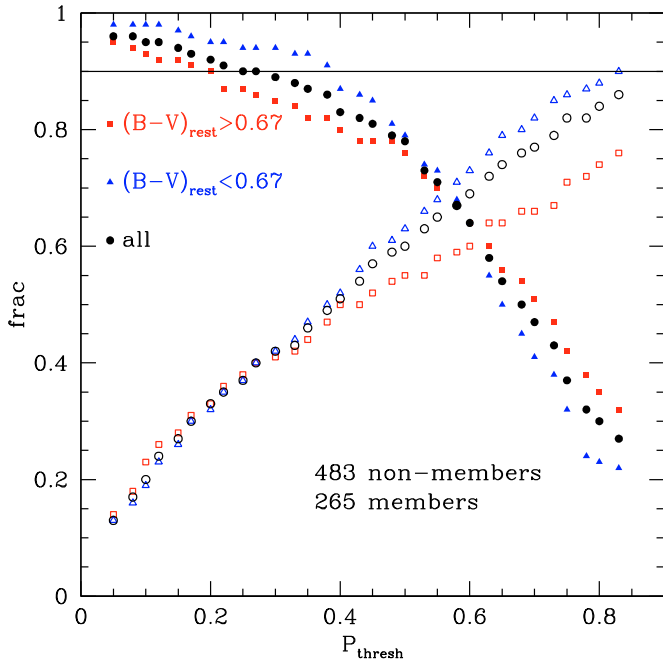 1
0.8
0.6
0.4
0.2
0
frac
(B−V)rest>0.67
(B−V)rest<0.67
all
483 non−members
265 members
0
0.2
0.4
0.6
0.8
Pthresh